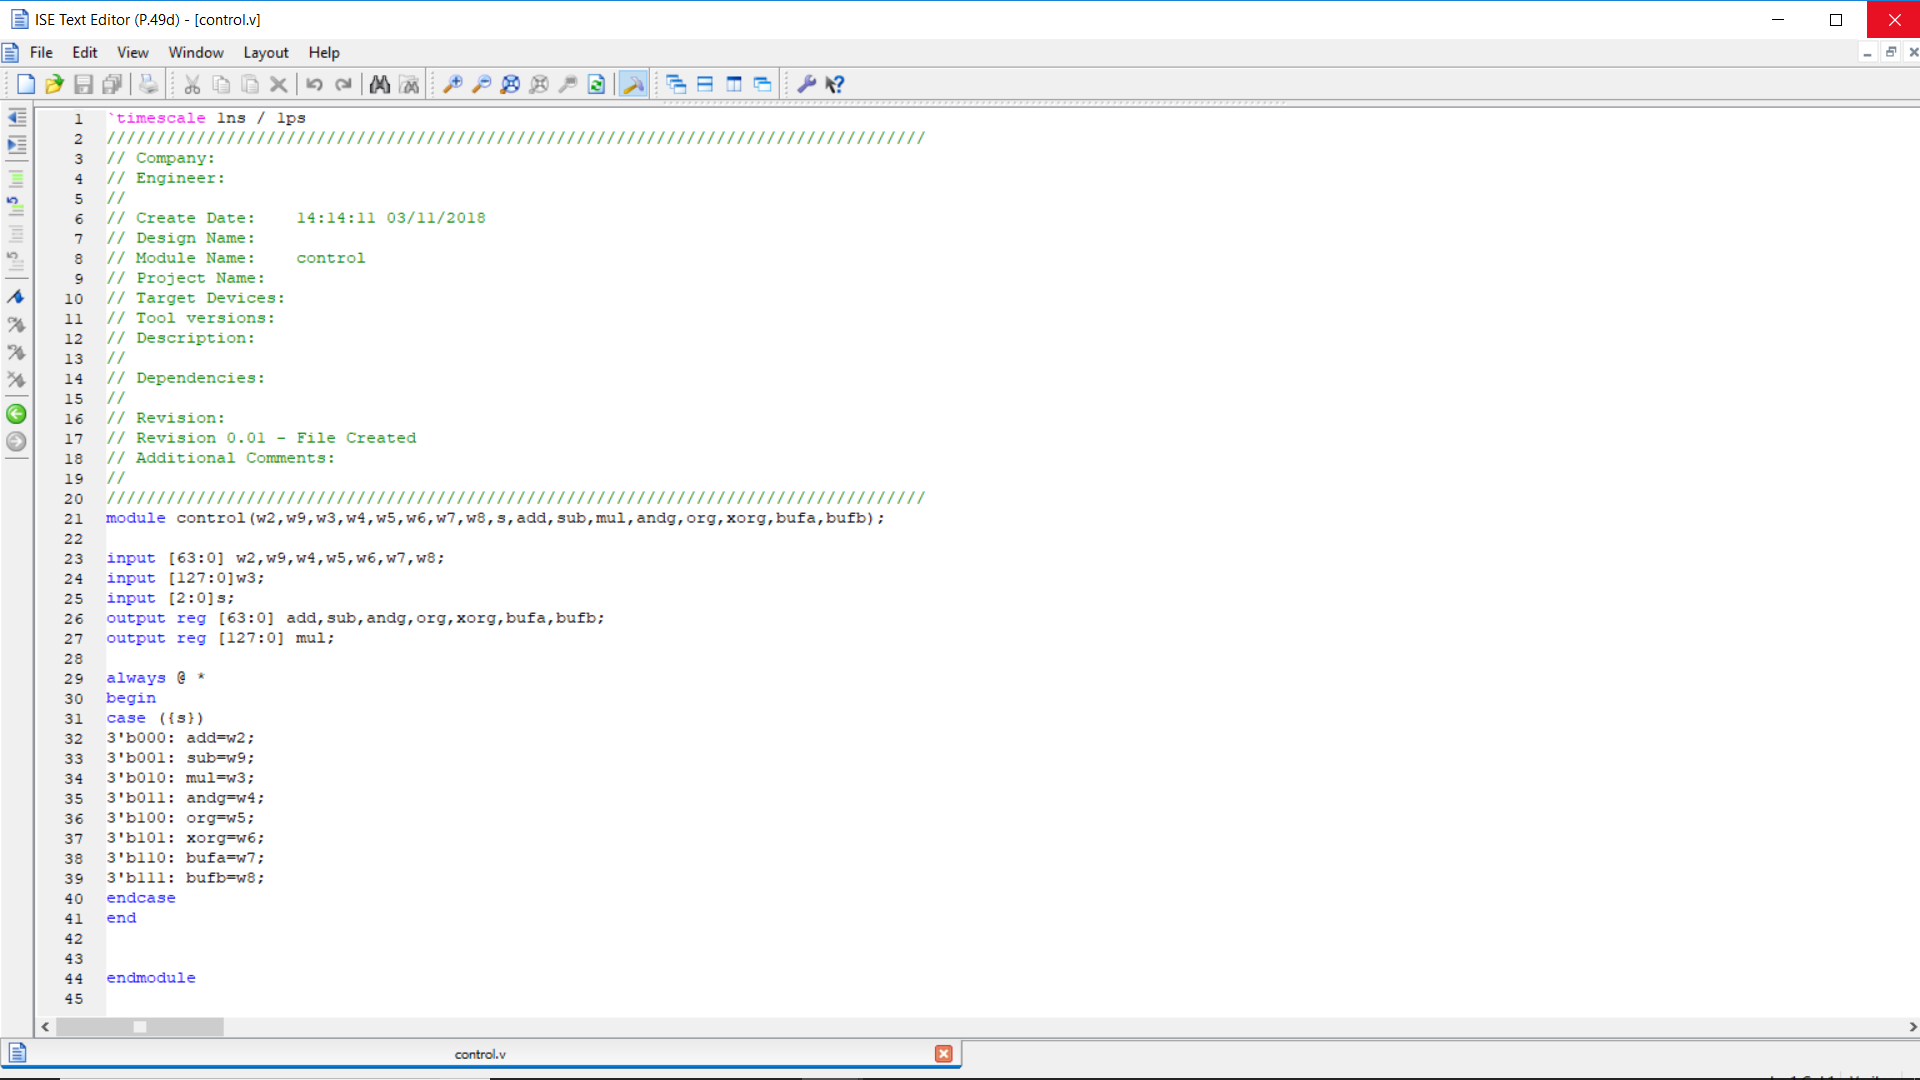 ISE Text Editor (P.49d) - [control.v]
File Edit View Window Layout Help
1 `timescale 1ns / 1ps
2 //////////////////////////////////////////////////////////////////////////////////
3 // Company:
4 // Engineer:
5 //
6 // Create Date:    14:14:11 03/11/2018
7 // Design Name:
8 // Module Name:    control
9 // Project Name:
10 // Target Devices:
11 // Tool versions:
12 // Description:
13 //
14 // Dependencies:
15 //
16 // Revision:
17 // Revision 0.01 - File Created
18 // Additional Comments:
19 //
20 //////////////////////////////////////////////////////////////////////////////////
21 module control(w2,w9,w3,w4,w5,w6,w7,w8,s,add,sub,mul,andg,org,xorg,bufa,bufb);
22
23 input [63:0] w2,w9,w4,w5,w6,w7,w8;
24 input [127:0]w3;
25 input [2:0]s;
26 output reg [63:0] add,sub,andg,org,xorg,bufa,bufb;
27 output reg [127:0] mul;
28
29 always @ *
30 begin
31 case ({s})
32 3'b000: add=w2;
33 3'b001: sub=w9;
34 3'b010: mul=w3;
35 3'b011: andg=w4;
36 3'b100: org=w5;
37 3'b101: xorg=w6;
38 3'b110: bufa=w7;
39 3'b111: bufb=w8;
40 endcase
41 end
42
43
44 endmodule
45
control.v